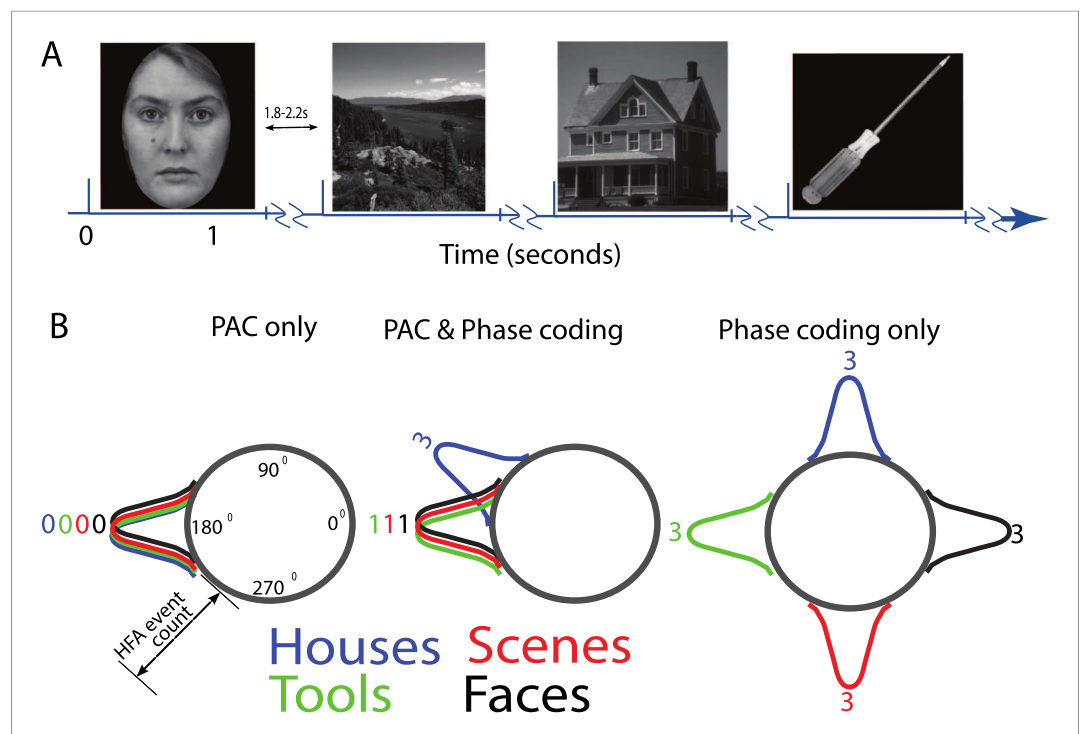 A
1.8-2.2s
0 1
Time (seconds)
B
PAC only PAC & Phase coding Phase coding only
3
3
90⁰
0000 180⁰ 0⁰ 111 3 3
270⁰
HFA event
count
Houses Scenes
Tools Faces
3